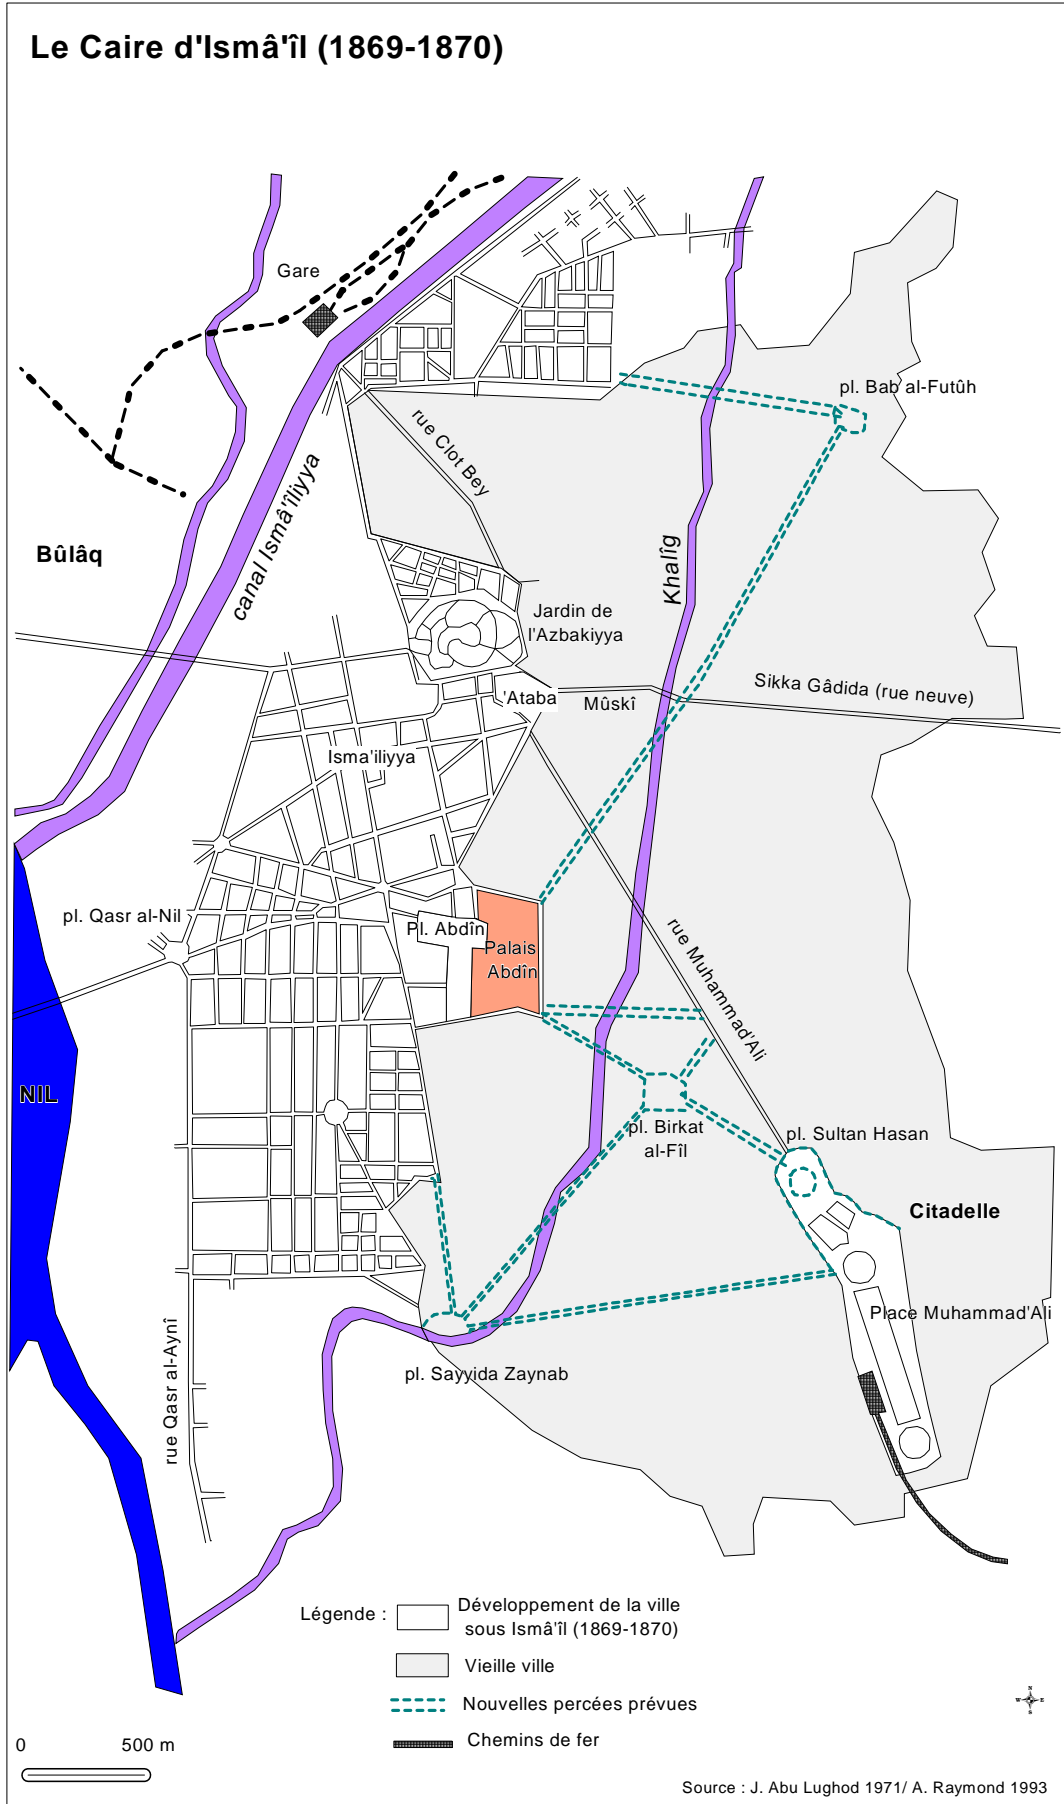 Le Caire d'Ismâ'îl (1869-1870)
Gare
pl. Bab al-Futûh
rue Clot Bey
canal Ismâ'îliyya
Bûlâq
Khalîg
Jardin de
l'Azbakiyya
Sikka Gâdida (rue neuve)
'Ataba
Mûskî
Isma'iliyya
pl. Qasr al-Nil
Pl. Abdîn
Palais
Abdîn
rue Muhammad'Ali
NIL
pl. Birkat
al-Fîl
pl. Sultan Hasan
Citadelle
Place Muhammad'Ali
rue Qasr al-Aynî
pl. Sayyida Zaynab
Légende :
Développement de la ville
sous Ismâ'îl (1869-1870)
Vieille ville
Nouvelles percées prévues
Chemins de fer
N
W E
S
0 500 m
Source : J. Abu Lughod 1971/ A. Raymond 1993